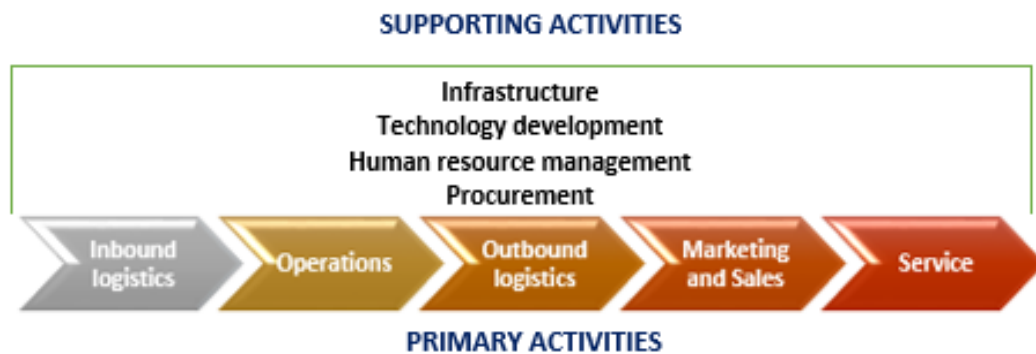 SUPPORTING ACTIVITIES
Infrastructure
Technology development
Human resource management
Procurement
Inbound
logistics
Operations
Outbound
logistics
Marketing
and Sales
Service
PRIMARY ACTIVITIES